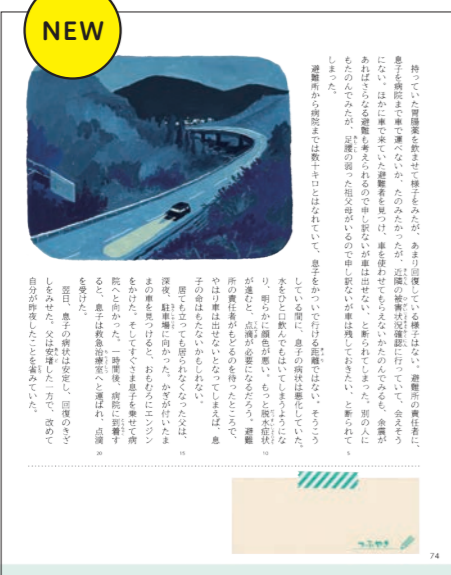 NEW
持っていた胃腸薬を飲ませて様子をみたが、あまり回復している様子はない。避難所の責任者に、
息子を病院まで車で運べないか、たのみたかったが、近隣の被害状況確認に行っていて、会えそう
にない。ほかに車で来ていた避難者を見つけ、車を使わせてもらえないかたのんでみるも、余震が
あればさらなる避難も考えられるので申し訳ないが車は出せない、と断られてしまった。別の人に
もたのんでみたが、足腰の弱った祖父母がいるので申し訳ないが車は残しておきたい、と断られて
しまった。
避難所から病院までは数十キロとはなれていて、息子をかついで行ける距離ではない。そうこう
している間に、息子の病状は悪化していた。
水をひと口飲んでもはいてしまうようにな
り、明らかに顔色が悪い。もっと脱水症状
が進むと、点滴が必要になるだろう。避難
所の責任者がもどるのを待ったところで、
やはり車は出せないとなってしまえば、息
子の命はもたないかもしれない。
居ても立っても居られなくなった父は、
深夜、駐車場に向かった。かぎが付いたま
まの車を見つけると、おもむろにエンジン
をかけた。そしてすぐさま息子を乗せて病
院へと向かった。一時間後、病院に到着す
ると、息子は救急治療室へと運ばれ、点滴
を受けた。
翌日、息子の病状は安定し、回復のきざ
しをみせた。父は安堵した一方で、改めて
自分が昨夜したことを省みていた。
5
10
15
20
つぶやき
74